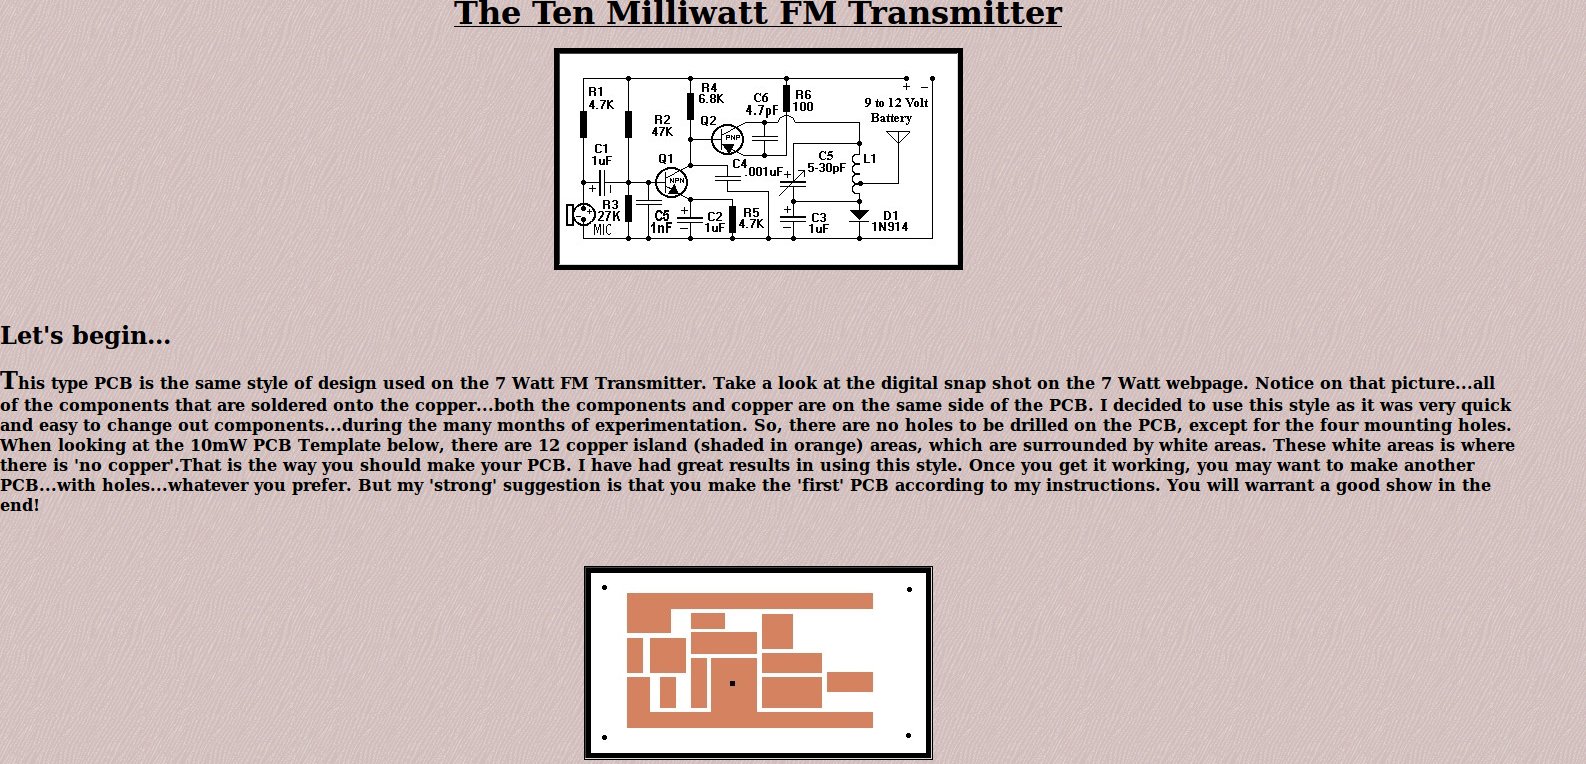 The Ten Milliwatt FM Transmitter
R1
4.7K
R2
47K
R4
6.8K
C6
4.7pF
R6
100
+ −
9 to 12 Volt
Battery
Q2
PNP
C1
1uF
Q1
NPN
C4
.001uF
C5
5-30pF
L1
+
+
R3
27K
MIC
C5
1nF
+
−
C2
1uF
R5
4.7K
+
−
C3
1uF
D1
1N914
Let's begin...
This type PCB is the same style of design used on the 7 Watt FM Transmitter. Take a look at the digital snap shot on the 7 Watt webpage. Notice on that picture...all
of the components that are soldered onto the copper...both the components and copper are on the same side of the PCB. I decided to use this style as it was very quick
and easy to change out components...during the many months of experimentation. So, there are no holes to be drilled on the PCB, except for the four mounting holes.
When looking at the 10mW PCB Template below, there are 12 copper island (shaded in orange) areas, which are surrounded by white areas. These white areas is where
there is 'no copper'.That is the way you should make your PCB. I have had great results in using this style. Once you get it working, you may want to make another
PCB...with holes...whatever you prefer. But my 'strong' suggestion is that you make the 'first' PCB according to my instructions. You will warrant a good show in the
end!